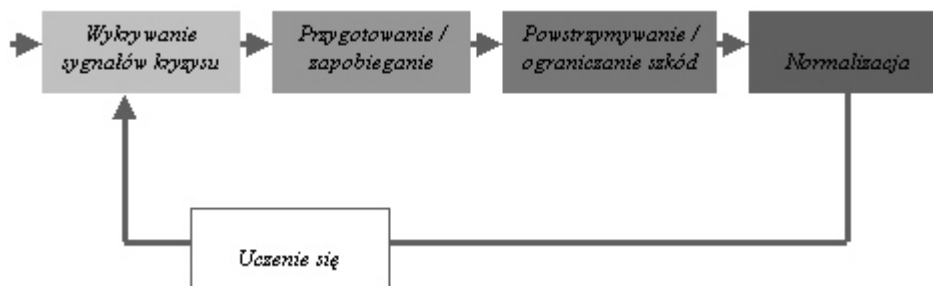 Wykrywanie
sygnałów kryzysu
Przygotowanie /
zapobieganie
Powstrzymywanie /
ograniczanie szkód
Normalizacja
Uczenie się